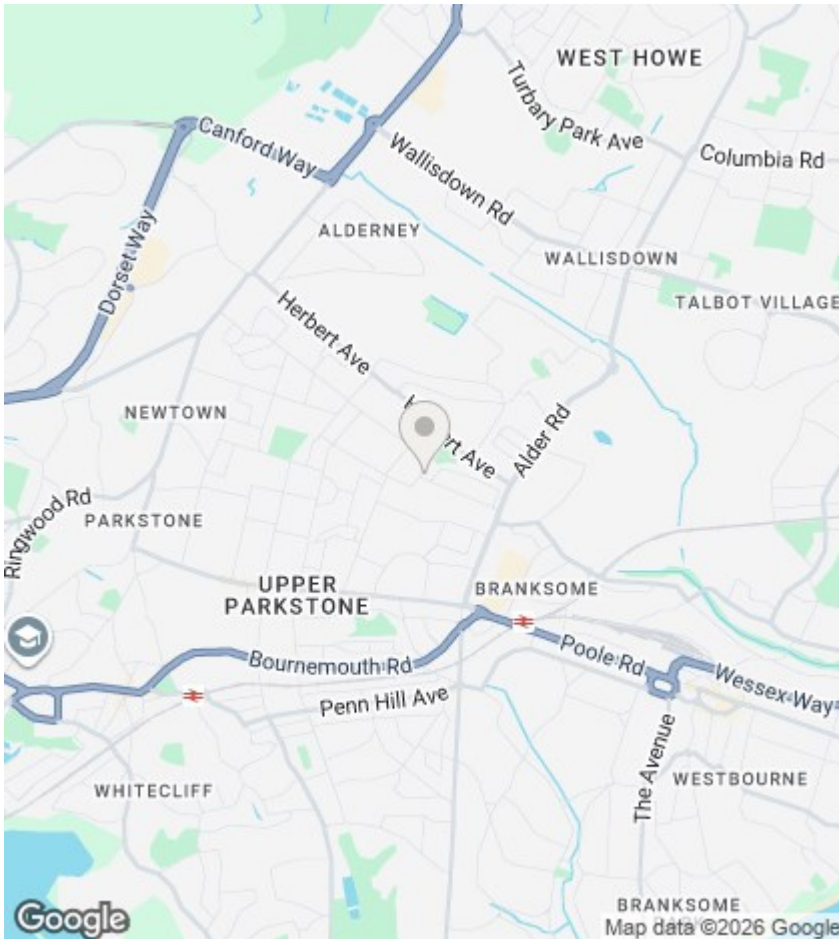 WEST HOWE
Turbary Park Ave
Canford Way
Columbia Rd
Wallisdown Rd
ALDERNEY
WALLISDOWN
Dorset Way
TALBOT VILLAGE
Herbert Ave
NEWTOWN
Herbert Ave
Alder Rd
Ringwood Rd
PARKSTONE
UPPER
PARKSTONE
BRANKSOME
Bournemouth Rd
Poole Rd
Wessex Way
Penn Hill Ave
The Avenue
WHITECLIFF
WESTBOURNE
BRANKSOME
Google
Map data ©2026 Google